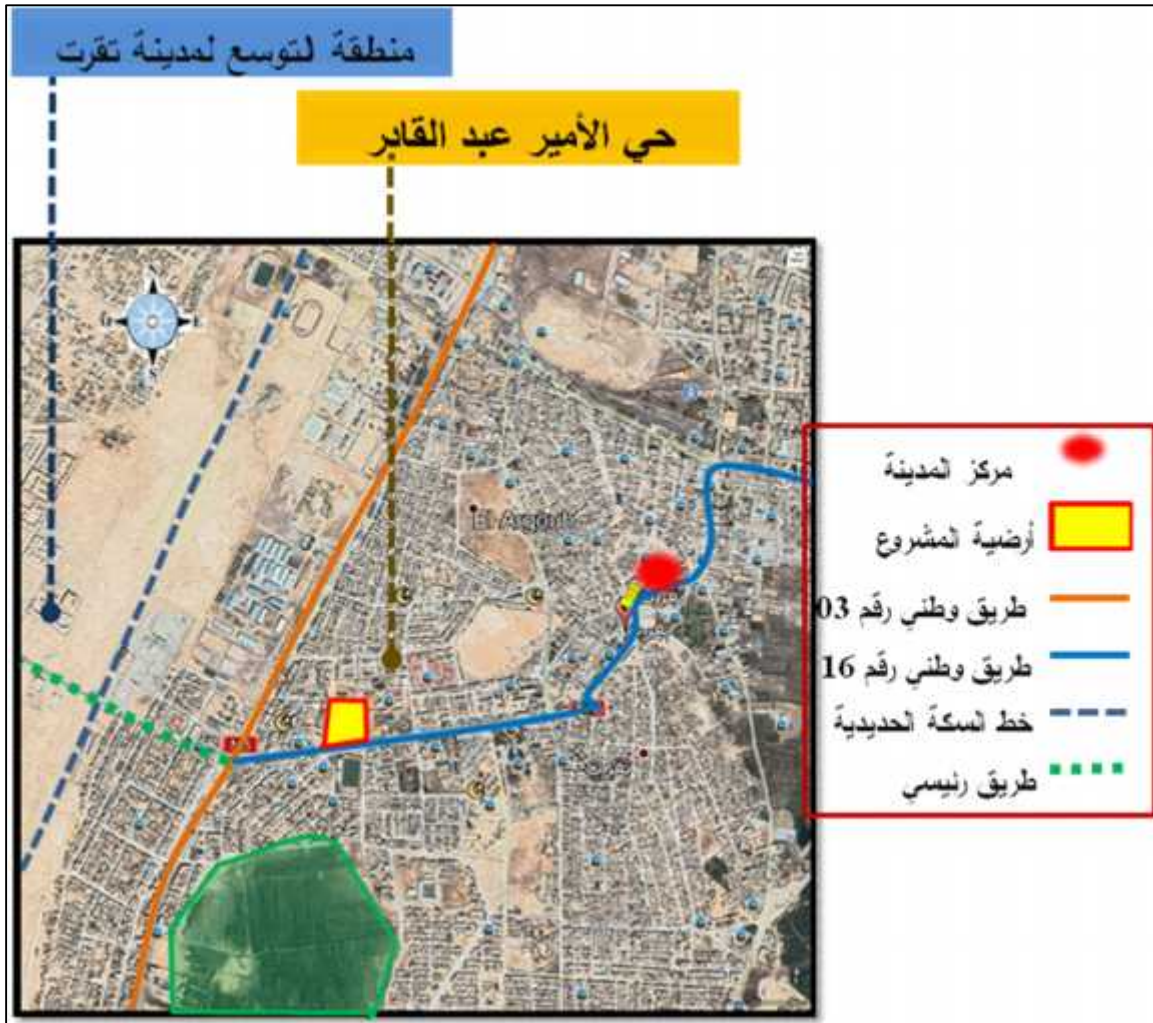 منطقة لتوسع لمدينة تقرت
حي الأمير عبد القادر
El Arqoub
مركز المدينة
أرضية المشروع
طريق وطني رقم 03
طريق وطني رقم 16
خط السكة الحديدية
طريق رئيسي